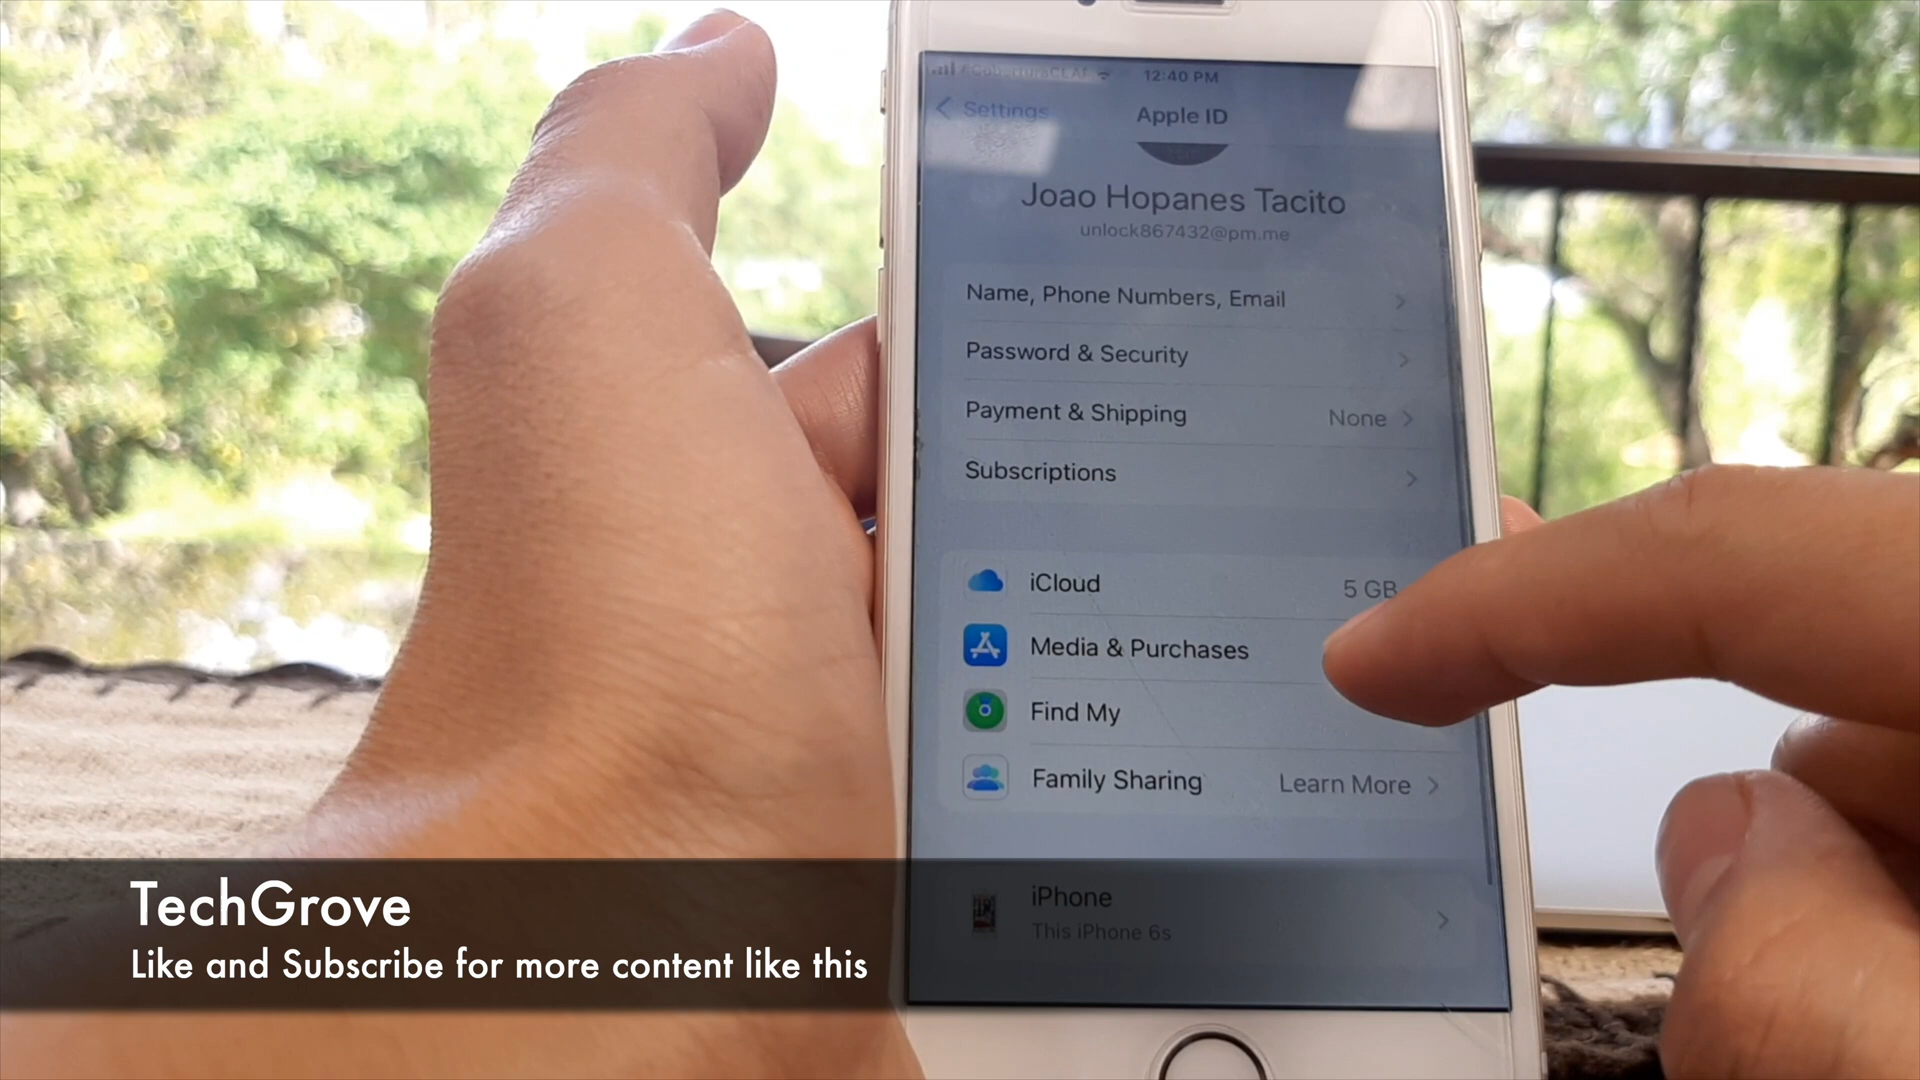 12:40 PM
Settings
Apple ID
Joao Hopanes Tacito
unlock867432@pm.me
Name, Phone Numbers, Email
Password & Security
Payment & Shipping None
Subscriptions
iCloud 5 GB
Media & Purchases
Find My
Family Sharing Learn More
iPhone
This iPhone 6s
TechGrove
Like and Subscribe for more content like this